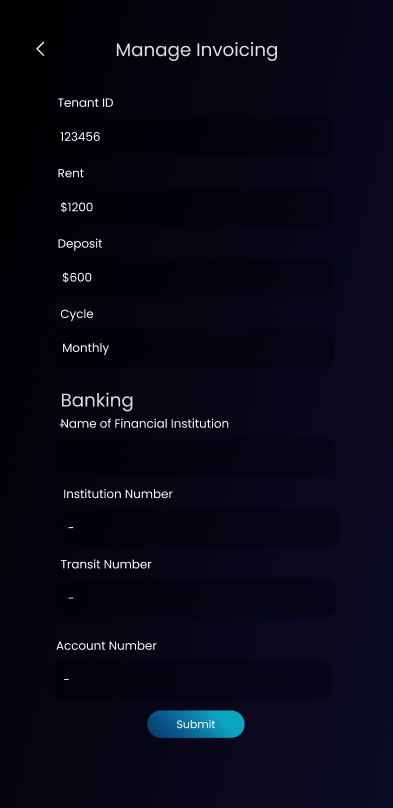 Manage Invoicing
Tenant ID
123456
Rent
$1200
Deposit
$600
Cycle
Monthly
Banking
Name of Financial Institution
-
Institution Number
-
Transit Number
-
Account Number
-
Submit